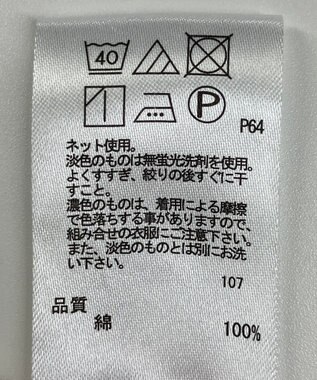 40
P
P64
ネット使用。
淡色のものは無蛍光洗剤を使用。
よくすすぎ、絞りの後すぐに干
すこと。
濃色のものは、着用による摩擦
で色落ちする事がありますので、
組み合せの衣服にご注意下さい。
また、淡色のものとは別にお洗
い下さい。
107
品質
綿 100%